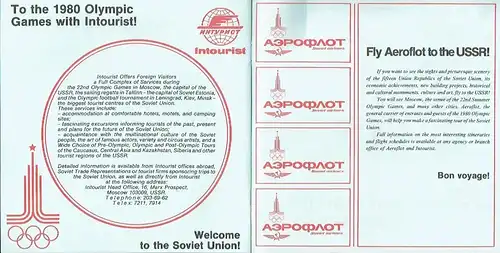 To the 1980 Olympic
Games with Intourist!
ИНТУРИСТ
Intourist
Intourist Offers Foreign Visitors
a Full Complex of Services during
the 22nd Olympic Games in Moscow, the capital of the
USSR, the sailing regatta in Tallinn - the capital of Soviet Estonia,
and the Olympic football tournament in Leningrad, Kiev, Minsk -
the biggest tourist centres of the Soviet Union.
These services include:
— accommodation at comfortable hotels, motels, and camping
sites;
— fascinating excursions informing tourists of the past, present
and plans for the future of the Soviet Union;
— acquaintance with the multinational culture of the Soviet
people, the art of famous actors, variety and circus artists, and a
Wide Choice of Pre-Olympic, Olympic and Post-Olympic Tours
of the Caucasus, Central Asia and Kazakhstan, Siberia and other
tourist regions of the USSR.
Detailed information is available from Intourist offices abroad,
Soviet Trade Representations or tourist firms sponsoring trips to
the Soviet Union, as well as directly from Intourist
at the following address:
Intourist Head Office, 16, Marx Prospect,
Moscow 103009, USSR.
Telephone: 203-69-62
Telex: 7211, 7914
Welcome
to the Soviet Union!
АЭРОФЛОТ
Soviet airlines
АЭРОФЛОТ
Soviet airlines
АЭРОФЛОТ
Soviet airlines
АЭРОФЛОТ
Soviet airlines
Fly Aeroflot to the USSR!
If you want to see the sights and picturesque scenery
of the fifteen Union Republics of the Soviet Union, its
economic achievements, new building projects, historical
and cultural monuments, culture and art, fly to the USSR!
You will see Moscow, the venue of the 22nd Summer
Olympic Games, and many other cities. Aeroflot, the
general carrier of envoys and guests of the 1980 Olympic
Games, will help you make a fascinating tour of the Soviet
Union.
Full information on the most interesting itineraries
and flight schedules is available at any agency or branch
office of Aeroflot and Intourist.
Bon voyage!